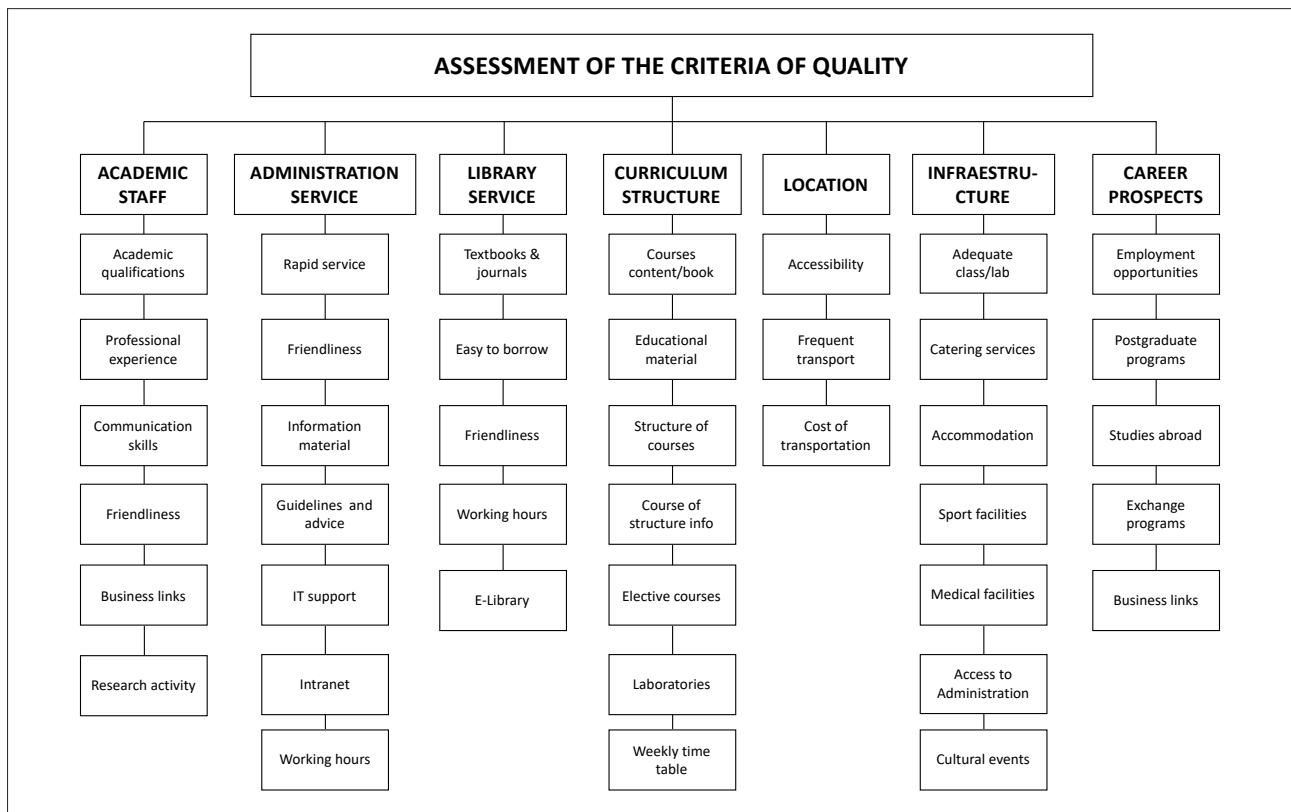 ASSESSMENT OF THE CRITERIA OF QUALITY
ACADEMIC
STAFF
Academic
qualifications
Professional
experience
Communication
skills
Friendliness
Business links
Research activity
ADMINISTRATION
SERVICE
Rapid service
Friendliness
Information
material
Guidelines and
advice
IT support
Intranet
Working hours
LIBRARY
SERVICE
Textbooks &
journals
Easy to borrow
Friendliness
Working hours
E-Library
CURRICULUM
STRUCTURE
Courses
content/book
Educational
material
Structure of
courses
Course of
structure info
Elective courses
Laboratories
Weekly time
table
LOCATION
Accessibility
Frequent
transport
Cost of
transportation
INFRAESTRU-
CTURE
Adequate
class/lab
Catering services
Accommodation
Sport facilities
Medical facilities
Access to
Administration
Cultural events
CAREER
PROSPECTS
Employment
opportunities
Postgraduate
programs
Studies abroad
Exchange
programs
Business links